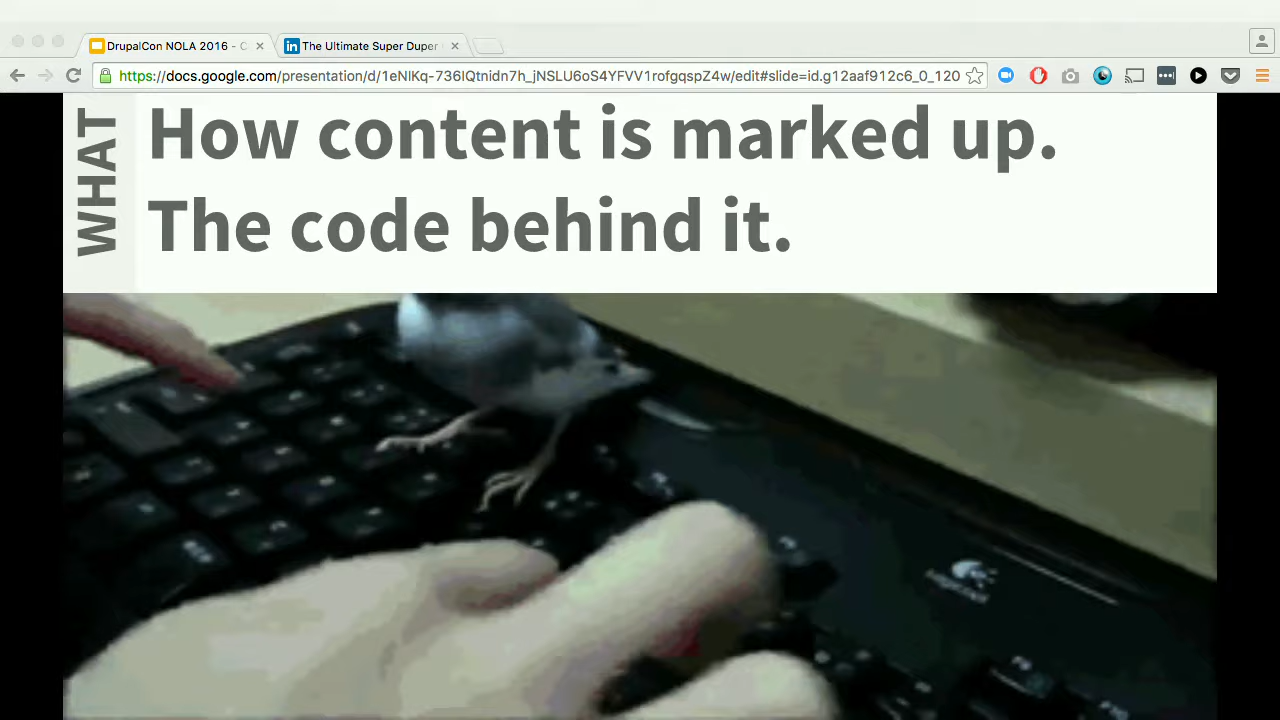 DrupalCon NOLA 2016 - C
The Ultimate Super Duper
https://docs.google.com/presentation/d/1eNIKq-736IQtnidn7h_jNSLU6oS4YFVV1rofgqspZ4w/edit#slide=id.g12aaf912c6_0_120
WHAT
How content is marked up.
The code behind it.